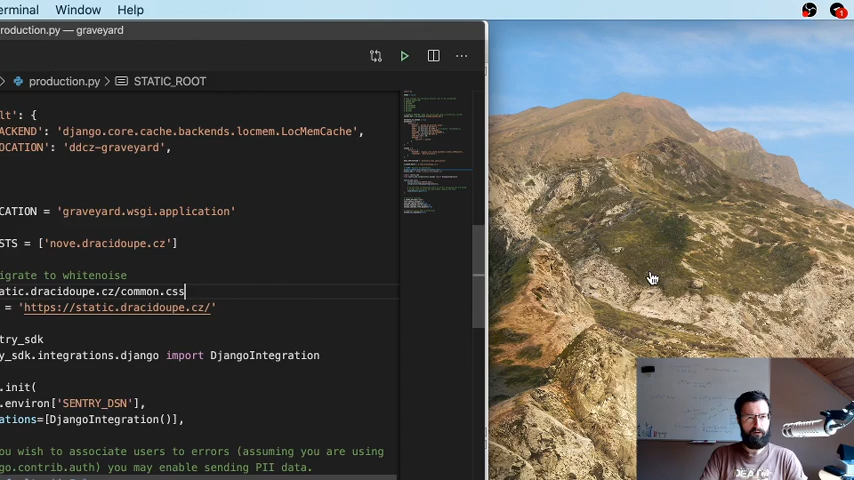 erminal Window Help
roduction.py — graveyard
production.py STATIC_ROOT
ult': {
ACKEND': 'django.core.cache.backends.locmem.LocMemCache',
OCATION': 'ddcz-graveyard',
CATION = 'graveyard.wsgi.application'
STS = ['nove.dracidoupe.cz']
igrate to whitenoise
atic.dracidoupe.cz/common.css
= 'https://static.dracidoupe.cz/'
try_sdk
y_sdk.integrations.django import DjangoIntegration
.init(
.environ['SENTRY_DSN'],
ations=[DjangoIntegration()],
ou wish to associate users to errors (assuming you are using
go.contrib.auth) you may enable sending PII data.